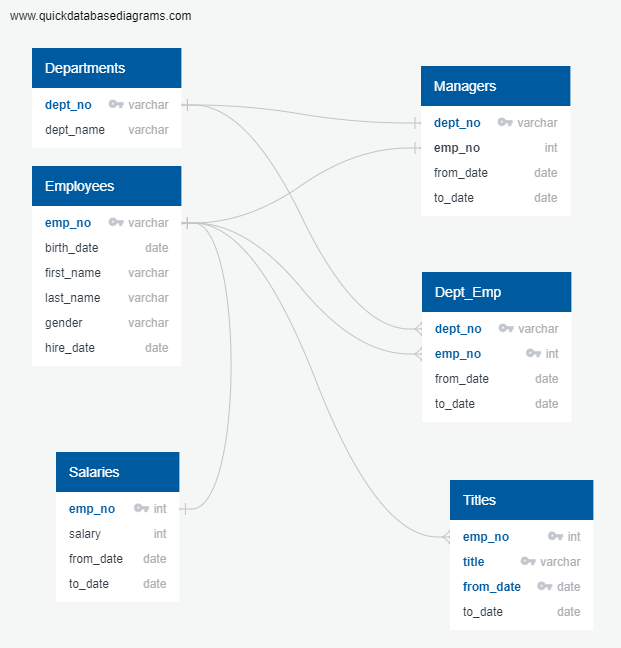 www.quickdatabasediagrams.com
Departments
dept_no varchar
dept_name varchar
Employees
emp_no varchar
birth_date date
first_name varchar
last_name varchar
gender varchar
hire_date date
Salaries
emp_no int
salary int
from_date date
to_date date
Managers
dept_no varchar
emp_no int
from_date date
to_date date
Dept_Emp
dept_no varchar
emp_no int
from_date date
to_date date
Titles
emp_no int
title varchar
from_date date
to_date date